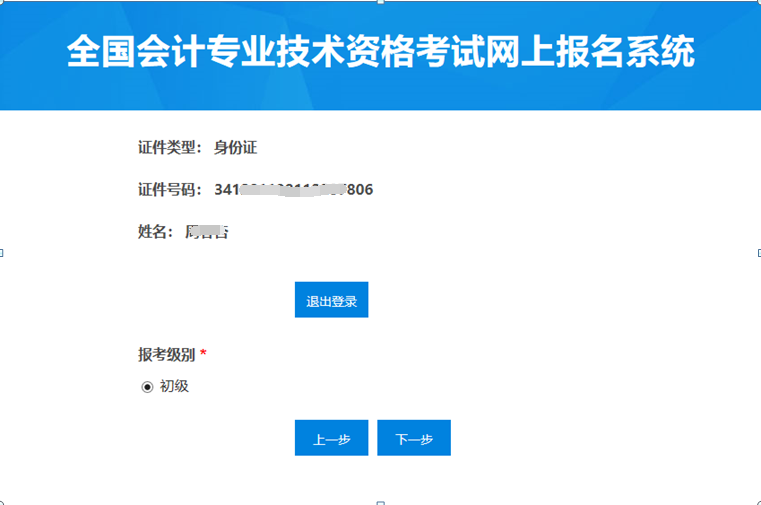 全国会计专业技术资格考试网上报名系统
证件类型： 身份证
证件号码：
姓名：
退出登录
报考级别 *
初级
上一步 下一步